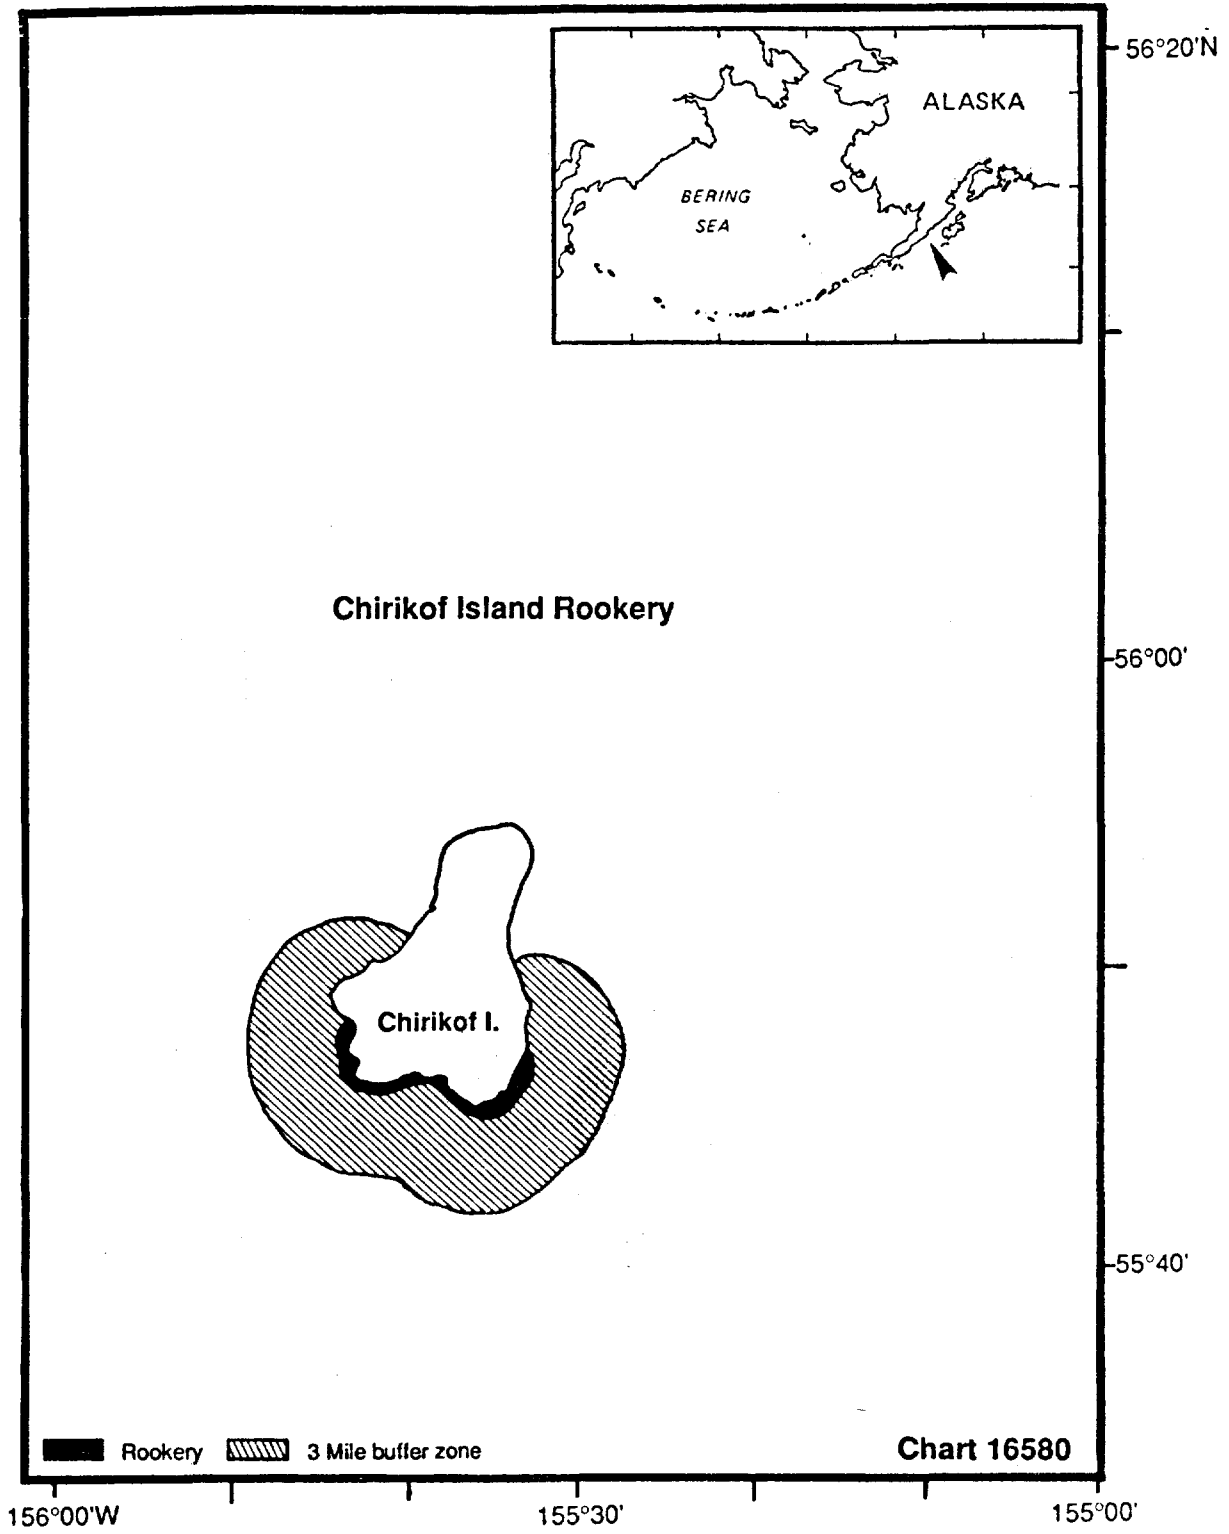 56°20'N
ALASKA
BERING
SEA
Chirikof Island Rookery
56°00'
Chirikof I.
55°40'
Rookery 3 Mile buffer zone
Chart 16580
156°00'W 155°30' 155°00'